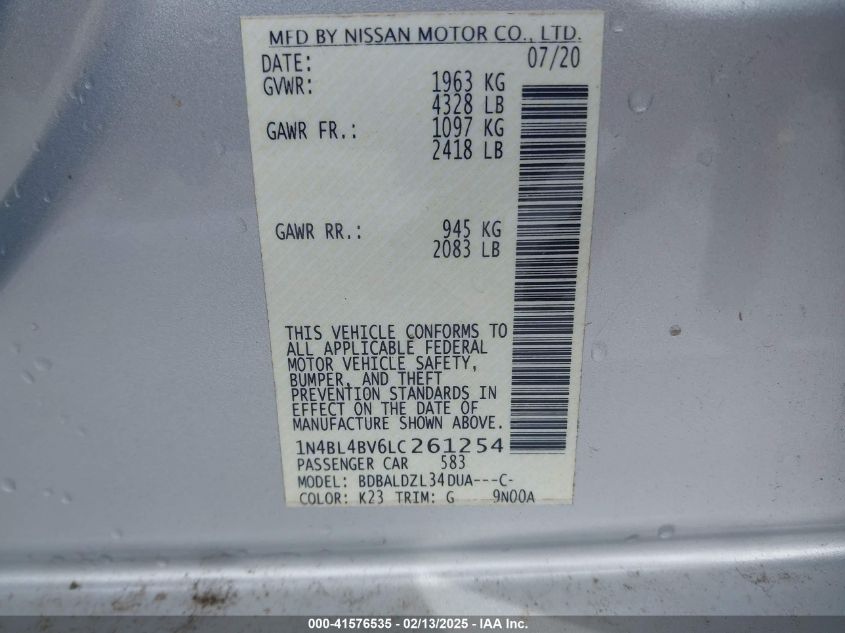 MFD BY NISSAN MOTOR CO., LTD.
DATE: 07/20
GVWR: 1963 KG
4328 LB
GAWR FR.: 1097 KG
2418 LB
GAWR RR.: 945 KG
2083 LB
THIS VEHICLE CONFORMS TO
ALL APPLICABLE FEDERAL
MOTOR VEHICLE SAFETY,
BUMPER, AND THEFT
PREVENTION STANDARDS IN
EFFECT ON THE DATE OF
MANUFACTURE SHOWN ABOVE.
1N4BL4BV6LC261254
PASSENGER CAR 583
MODEL: BDBALDZL34DUA---C-
COLOR: K23 TRIM: G 9N00A
000-41576535 - 02/13/2025 - IAA Inc.